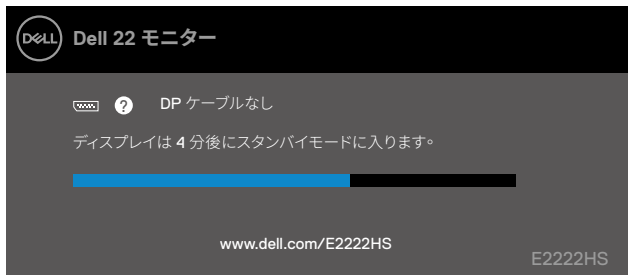 DELL Dell 22 モニター
? DP ケーブルなし
ディスプレイは 4 分後にスタンバイモードに入ります。
www.dell.com/E2222HS
E2222HS